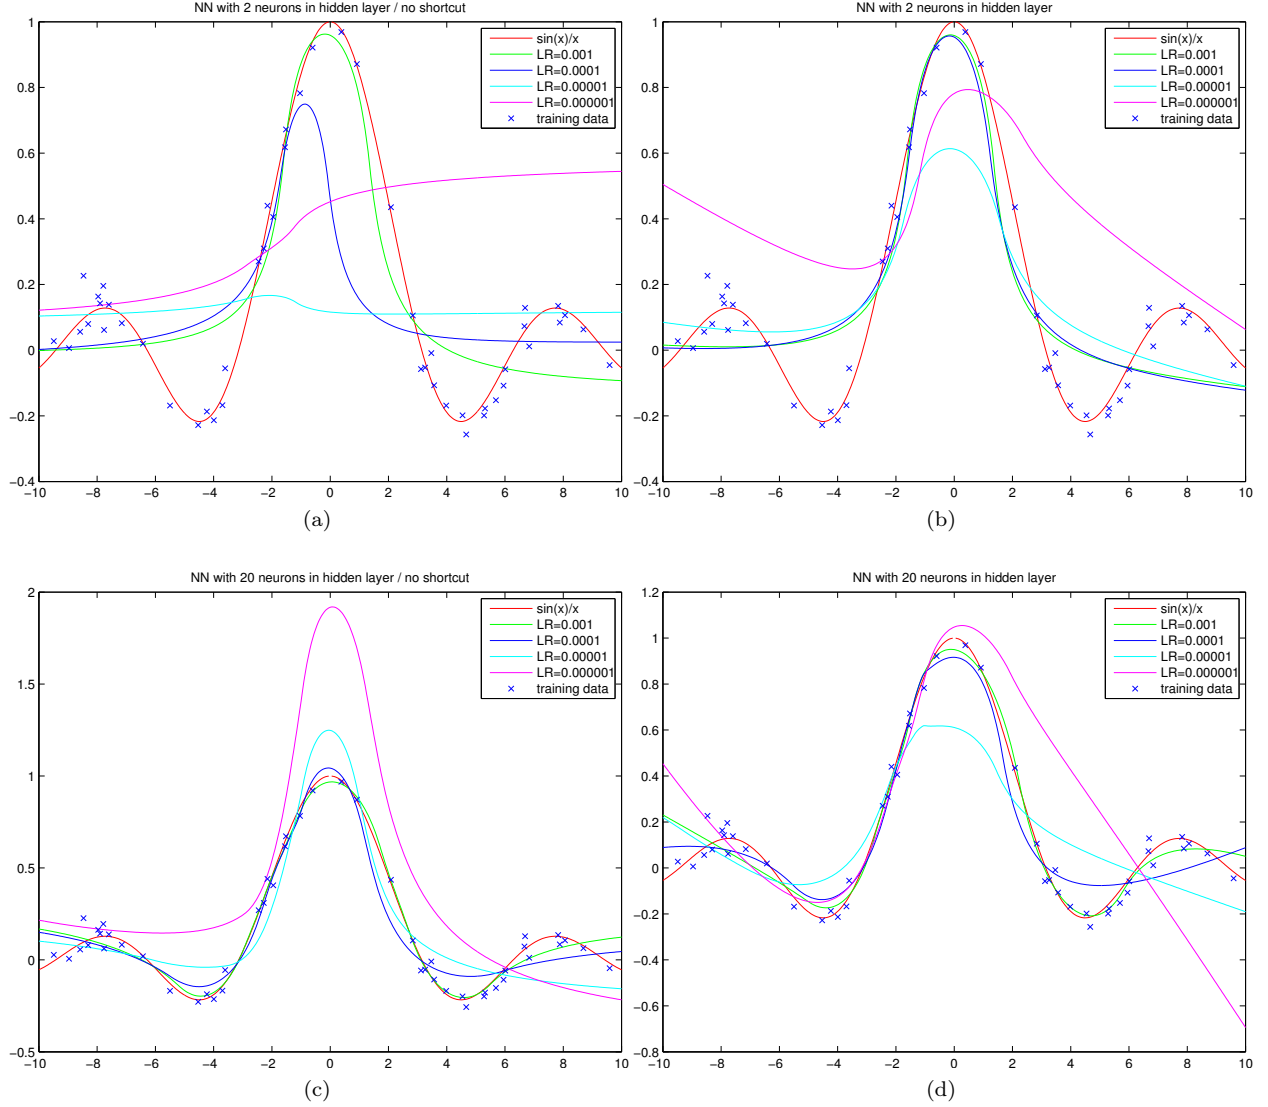 NN with 2 neurons in hidden layer / no shortcut
1
0.8
0.6
0.4
0.2
0
−0.2
−0.4
−10 −8 −6 −4 −2 0 2 4 6 8 10
sin(x)/x
LR=0.001
LR=0.0001
LR=0.00001
LR=0.000001
training data
(a)
NN with 2 neurons in hidden layer
1
0.8
0.6
0.4
0.2
0
−0.2
−0.4
−10 −8 −6 −4 −2 0 2 4 6 8 10
sin(x)/x
LR=0.001
LR=0.0001
LR=0.00001
LR=0.000001
training data
(b)
NN with 20 neurons in hidden layer / no shortcut
2
1.5
1
0.5
0
−0.5
−10 −8 −6 −4 −2 0 2 4 6 8 10
sin(x)/x
LR=0.001
LR=0.0001
LR=0.00001
LR=0.000001
training data
(c)
NN with 20 neurons in hidden layer
1.2
1
0.8
0.6
0.4
0.2
0
−0.2
−0.4
−0.6
−0.8
−10 −8 −6 −4 −2 0 2 4 6 8 10
sin(x)/x
LR=0.001
LR=0.0001
LR=0.00001
LR=0.000001
training data
(d)